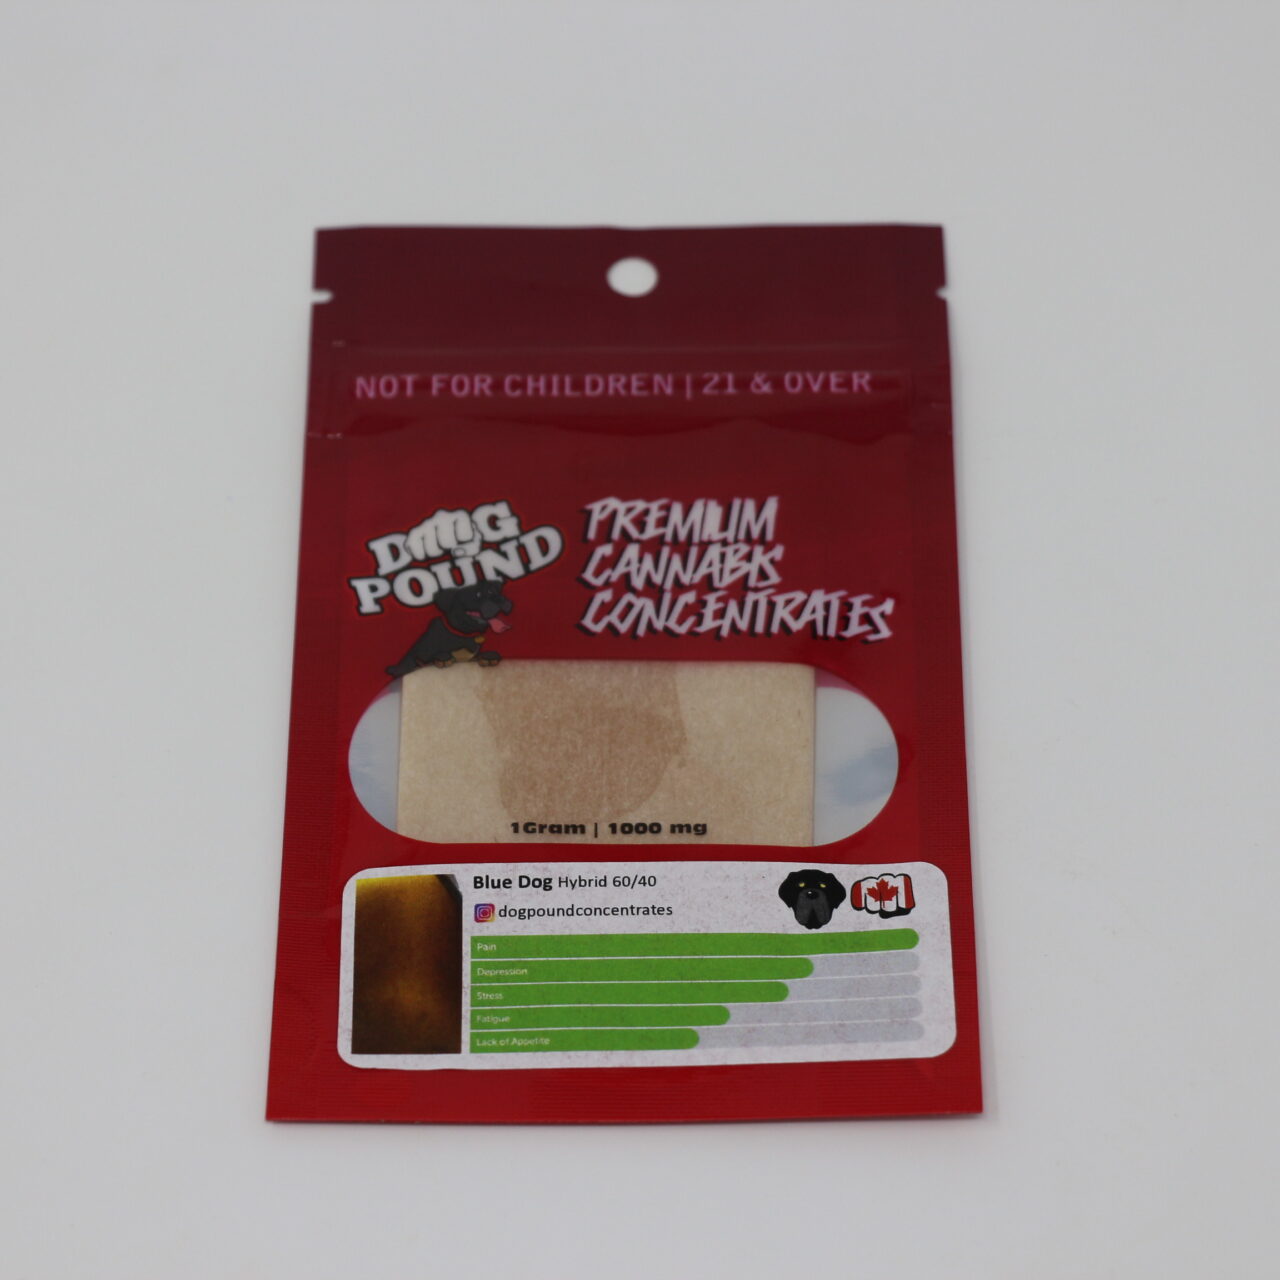 NOT FOR CHILDREN | 21 & OVER
DOG
POUND
PREMIUM
CANNABIS
CONCENTRATES
1Gram | 1000 mg
Blue Dog Hybrid 60/40
dogpoundconcentrates
Pain
Depression
Stress
Fatigue
Lack of Appetite